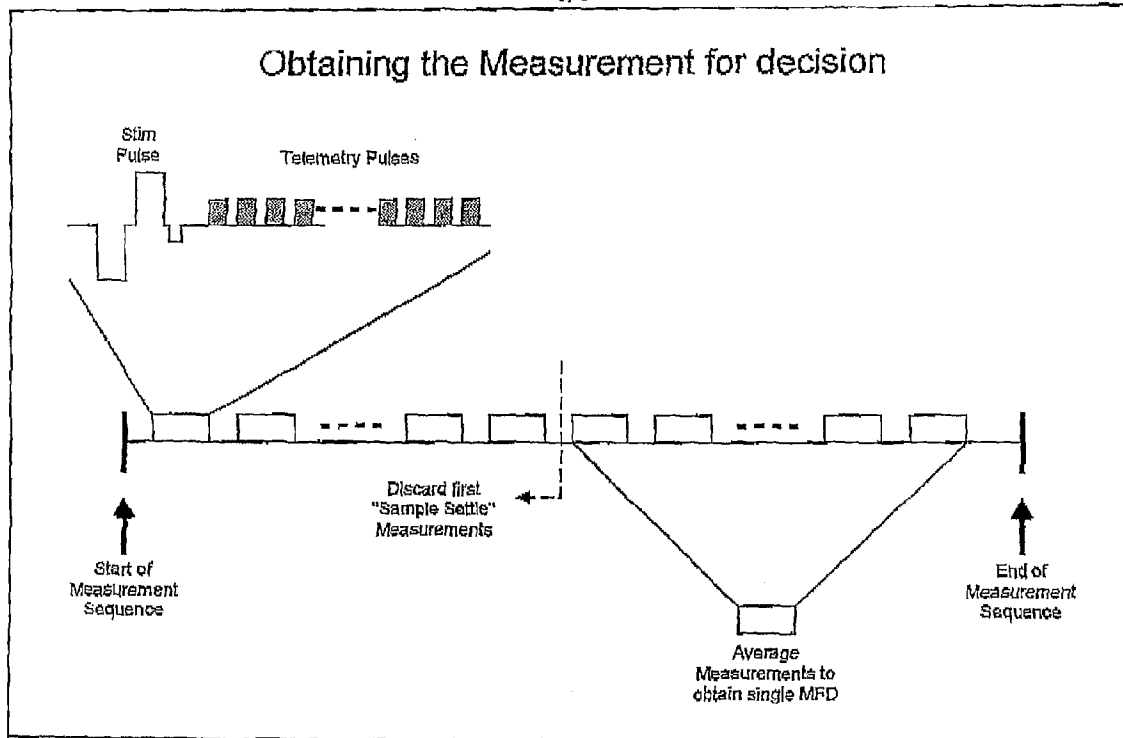 Obtaining the Measurement for decision
Stim
Pulse
Telemetry Pulses
Discard first
"Sample Settle"
Measurements
Start of
Measurement
Sequence
End of
Measurement
Sequence
Average
Measurements to
obtain single MFD